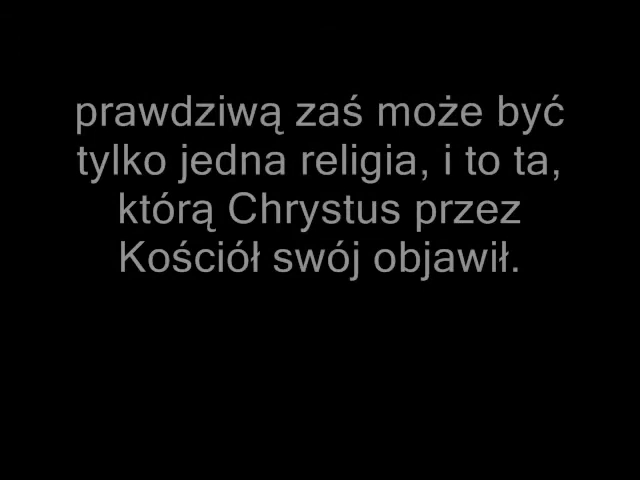 prawdziwą zaś może być
tylko jedna religia, i to ta,
którą Chrystus przez
Kościół swój objawił.